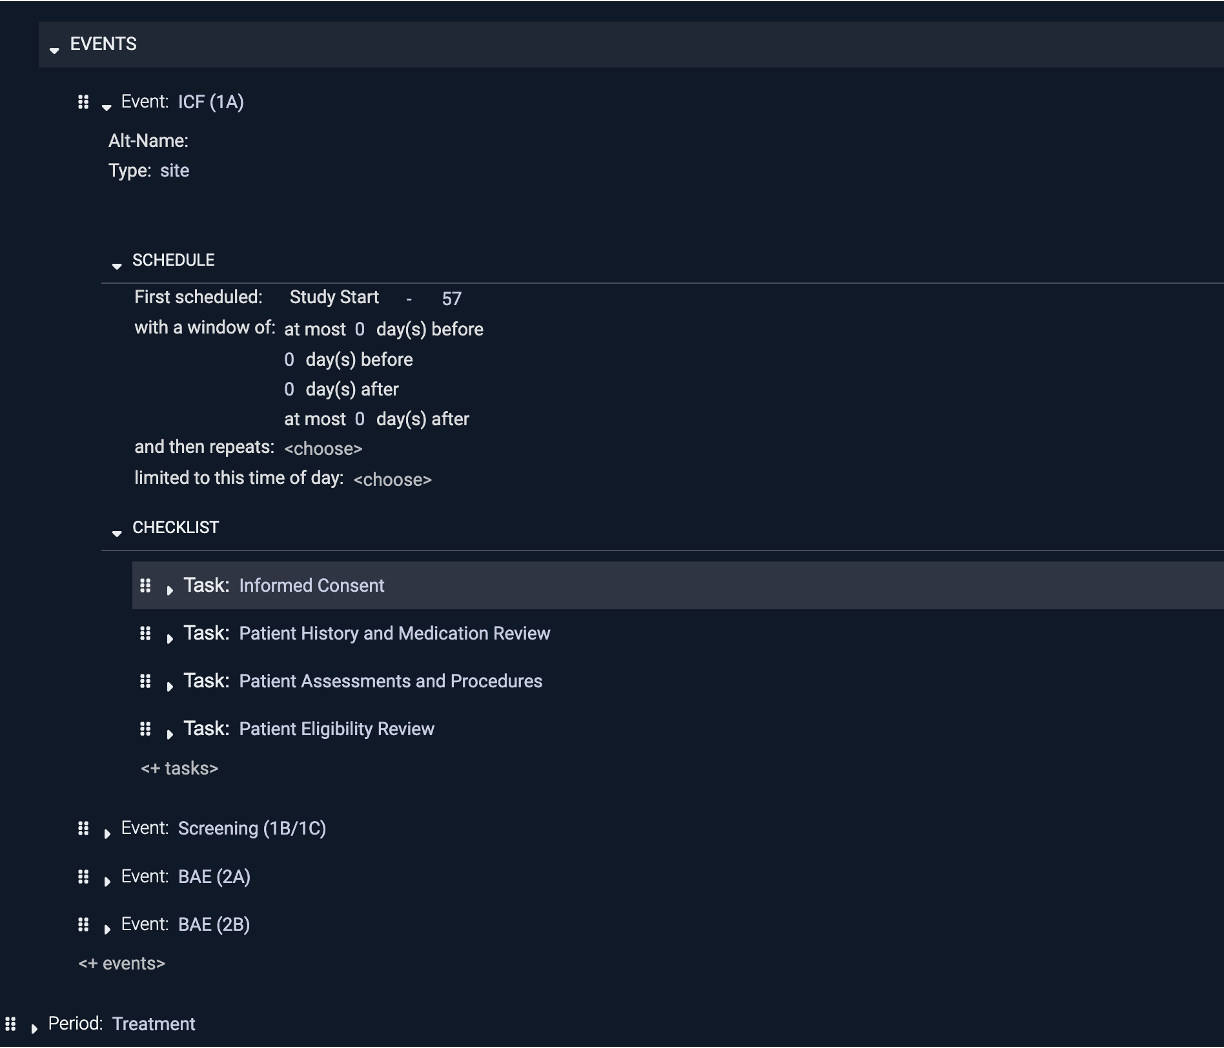 EVENTS
Event: ICF (1A)
Alt-Name:
Type: site
SCHEDULE
First scheduled: Study Start - 57
with a window of: at most 0 day(s) before
0 day(s) before
0 day(s) after
at most 0 day(s) after
and then repeats: <choose>
limited to this time of day: <choose>
CHECKLIST
Task: Informed Consent
Task: Patient History and Medication Review
Task: Patient Assessments and Procedures
Task: Patient Eligibility Review
<+ tasks>
Event: Screening (1B/1C)
Event: BAE (2A)
Event: BAE (2B)
<+ events>
Period: Treatment